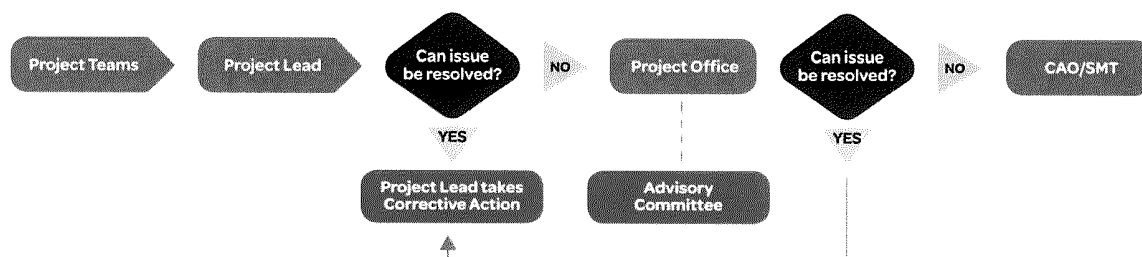 Project Teams
Project Lead
Can issue
be resolved?
NO
Project Office
Can issue
be resolved?
NO
CAO/SMT
YES
YES
Project Lead takes
Corrective Action
Advisory
Committee